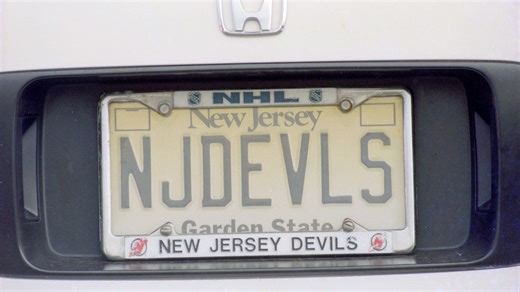 NHL
New Jersey
NJDEVLS
Garden State
NEW JERSEY DEVILS